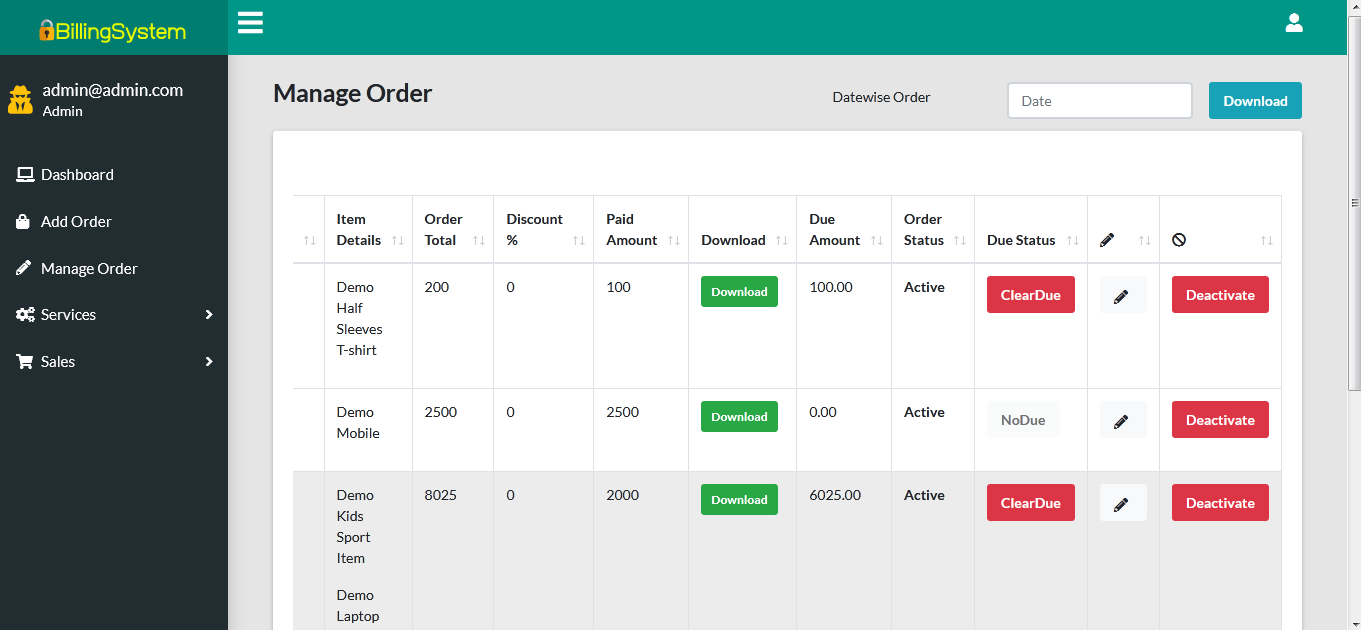 BillingSystem
admin@admin.com
Admin
Dashboard
Add Order
Manage Order
Services
Sales
Manage Order
Datewise Order
Date
Download
Item Details
Order Total
Discount %
Paid Amount
Download
Due Amount
Order Status
Due Status
Demo
Half
Sleeves
T-shirt
200
0
100
Download
100.00
Active
ClearDue
Deactivate
Demo
Mobile
2500
0
2500
Download
0.00
Active
NoDue
Deactivate
Demo
Kids
Sport
Item
Demo
Laptop
8025
0
2000
Download
6025.00
Active
ClearDue
Deactivate